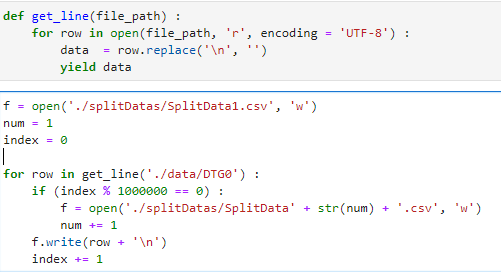 def get_line(file_path) :
    for row in open(file_path, 'r', encoding = 'UTF-8') :
        data  = row.replace('\n', '')
        yield data
f = open('./splitDatas/SplitData1.csv', 'w')
num = 1
index = 0
for row in get_line('./data/DTG0') :
    if (index % 1000000 == 0) :
        f = open('./splitDatas/SplitData' + str(num) + '.csv', 'w')
        num += 1
    f.write(row + '\n')
    index += 1